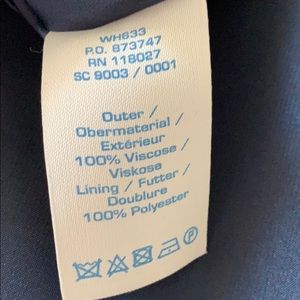 WH633
P.O. 873747
RN 118027
SC 9003 / 0001
Outer /
Obermaterial /
Extérieur
100% Viscose /
Viskose
Lining / Futter /
Doublure
100% Polyester
P